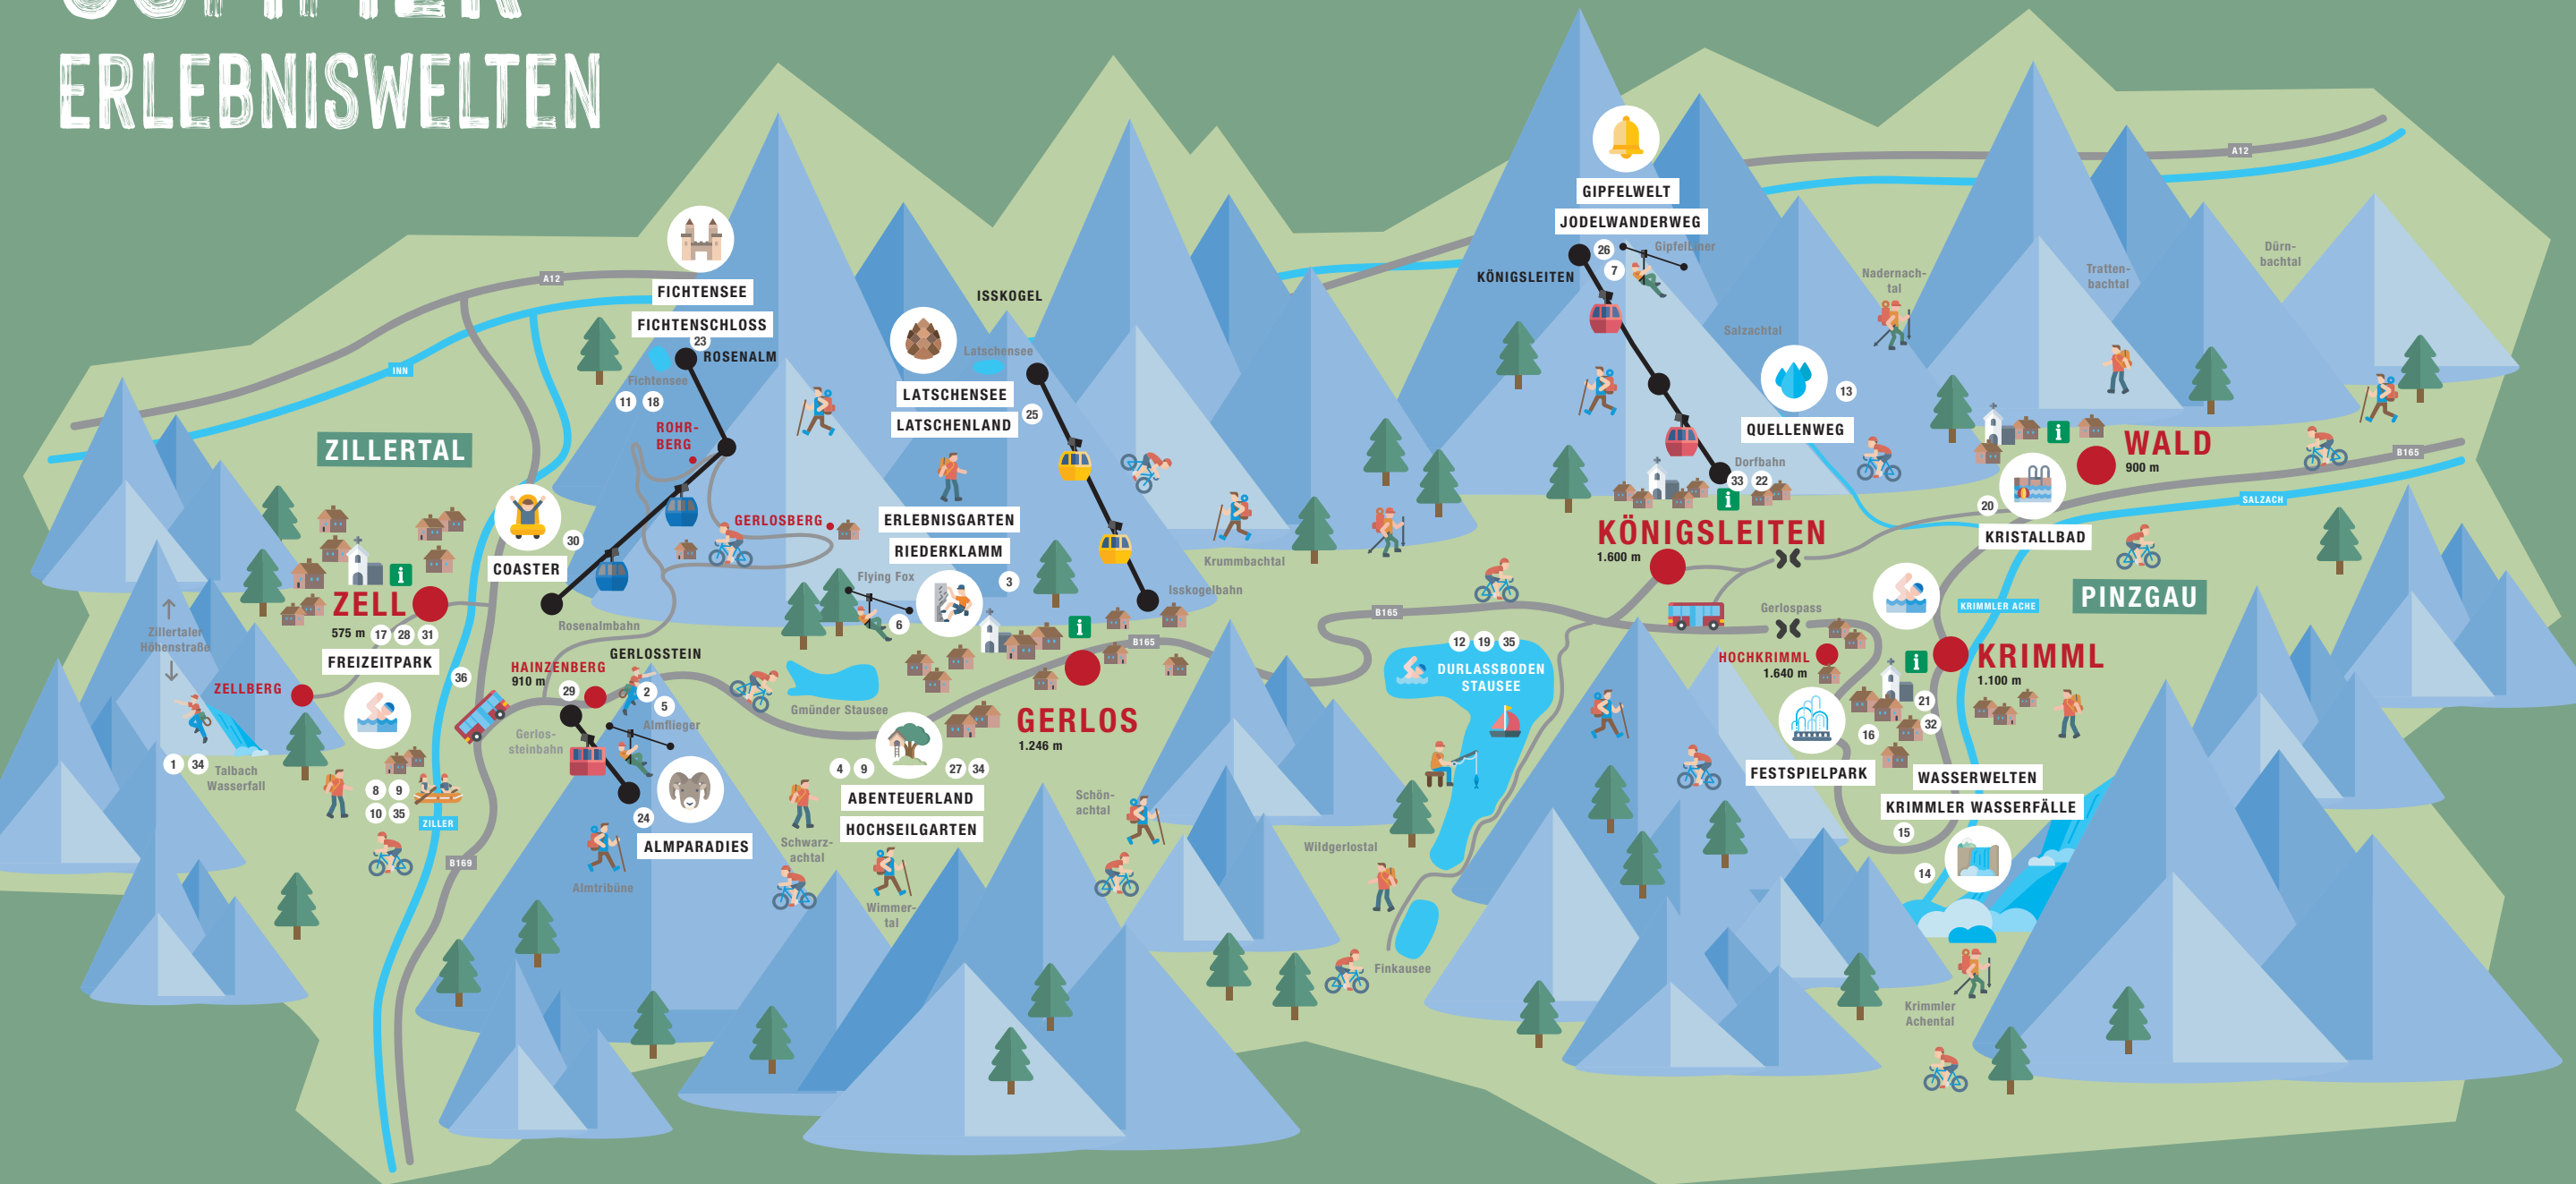 ERLEBNISWELTEN
A12
INN
ZILLERTAL
FICHTENSEE
FICHTENSCHLOSS
23
ROSENALM
Fichtensee
11 18
ROHR-
BERG
GERLOSBERG
COASTER
30
Rosenalmbahn
ZELL
575 m
17 28 31
FREIZEITPARK
Zillertaler
Höhenstraße
ZELLBERG
1 34
Talbach
Wasserfall
8 9
10 35
ZILLER
36
B169
HAINZENBERG
910 m
29
GERLOSSTEIN
2
5
Almflieger
Gerlos-
steinbahn
24
ALMPARADIES
Almtribüne
ISSKOGEL
Latschensee
LATSCHENSEE
LATSCHENLAND
25
ERLEBNISGARTEN
RIEDERKLAMM
3
Flying Fox
6
Isskogelbahn
Krummbachtal
B165
GERLOS
1.246 m
Gmünder Stausee
4 9
27 34
ABENTEUERLAND
HOCHSEILGARTEN
Schwarz-
achtal
Wimmer-
tal
Schön-
achtal
B165
12 19 35
DURLASSBODEN
STAUSEE
Wildgerlostal
Finkausee
GIPFELWELT
JODELWANDERWEG
26
7
KÖNIGSLEITEN
Salzachtal
13
QUELLENWEG
Dorfbahn
33 22
KÖNIGSLEITEN
1.600 m
Gerlospass
HOCHKRIMML
1.640 m
A12
Nadernach-
tal
Tratten-
bachtal
Dürn-
bachtal
WALD
900 m
B165
SALZACH
20
KRISTALLBAD
PINZGAU
KRIMMLER ACHE
KRIMML
1.100 m
21
32
16
FESTSPIELPARK
WASSERWELTEN
KRIMMLER WASSERFÄLLE
15
14
Krimmler
Achental